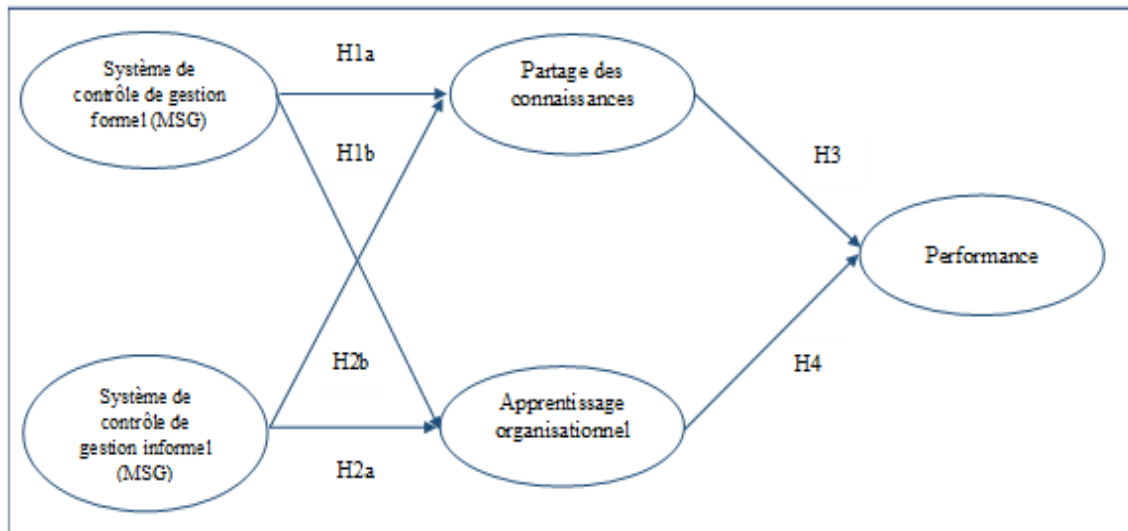 Système de
contrôle de gestion
formel (MSG)
H1a
Partage des
connaissances
H1b
H3
Performance
Système de
contrôle de
gestion informel
(MSG)
H2b
Apprentissage
organisationnel
H4
H2a